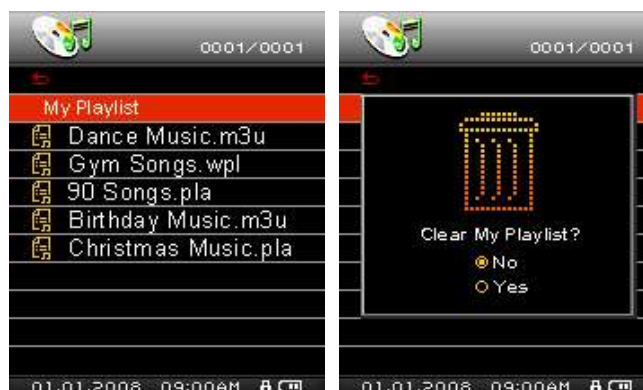 0001/0001
My Playlist
Dance Music.m3u
Gym Songs.wpl
90 Songs.pla
Birthday Music.m3u
Christmas Music.pla
01.01.2008 09:00AM
0001/0001
Clear My Playlist?
No
Yes
01.01.2008 09:00AM